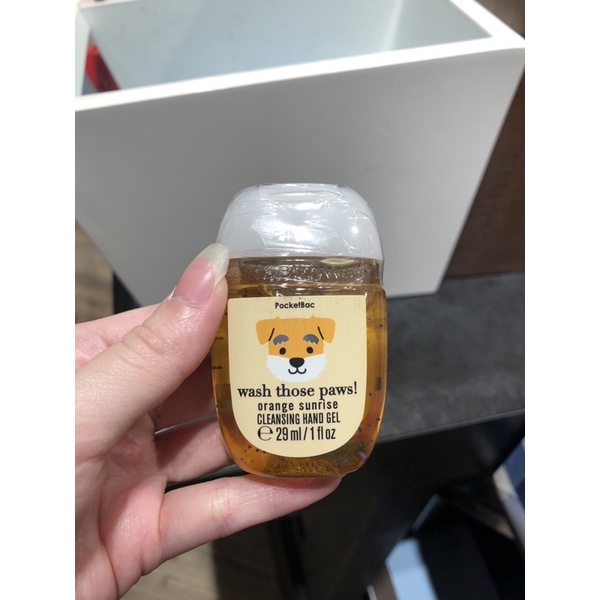 PocketBac
wash those paws!
orange sunrise
CLEANSING HAND GEL
℮ 29 ml / 1 fl oz